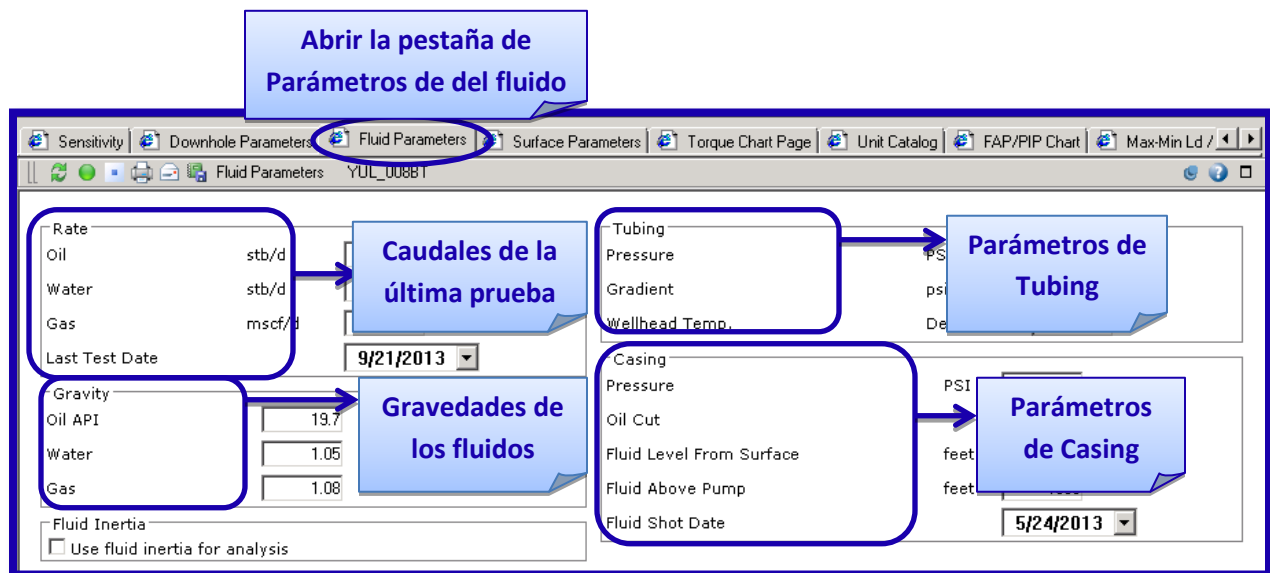 Abrir la pestaña de
Parámetros de del fluido
Sensitivity Downhole Parameters Fluid Parameters Surface Parameters Torque Chart Page Unit Catalog FAP/PIP Chart Max-Min Ld /
Fluid Parameters YUL_008BT
Rate
Oil stb/d
Water stb/d
Gas mscf/d
Last Test Date 9/21/2013
Caudales de la
última prueba
Gravity
Oil API 19.7
Water 1.05
Gas 1.08
Gravedades de
los fluidos
Fluid Inertia
Use fluid inertia for analysis
Tubing
Pressure
Gradient
Wellhead Temp.
Parámetros de
Tubing
Casing
Pressure PSI
Oil Cut
Fluid Level From Surface feet
Fluid Above Pump feet
Fluid Shot Date 5/24/2013
Parámetros
de Casing